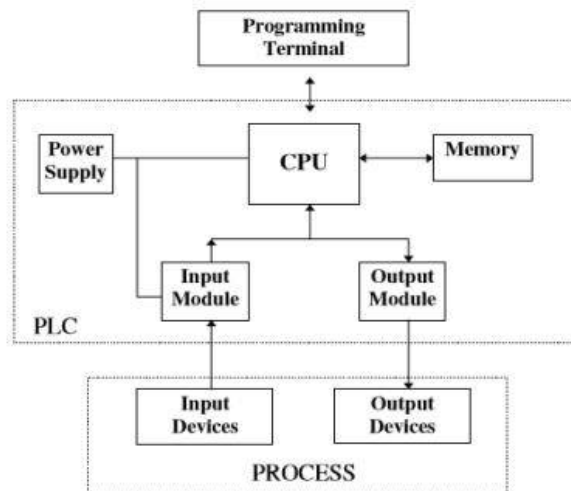 Programming
Terminal
Power
Supply
CPU
Memory
Input
Module
Output
Module
PLC
Input
Devices
Output
Devices
PROCESS